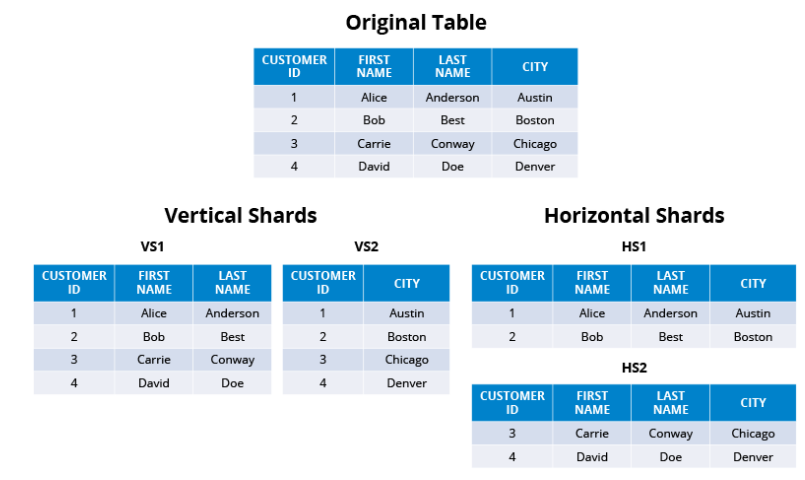 Original Table
CUSTOMER ID FIRST NAME LAST NAME CITY
1 Alice Anderson Austin
2 Bob Best Boston
3 Carrie Conway Chicago
4 David Doe Denver
Vertical Shards
VS1
CUSTOMER ID FIRST NAME LAST NAME
1 Alice Anderson
2 Bob Best
3 Carrie Conway
4 David Doe
VS2
CUSTOMER ID CITY
1 Austin
2 Boston
3 Chicago
4 Denver
Horizontal Shards
HS1
CUSTOMER ID FIRST NAME LAST NAME CITY
1 Alice Anderson Austin
2 Bob Best Boston
HS2
CUSTOMER ID FIRST NAME LAST NAME CITY
3 Carrie Conway Chicago
4 David Doe Denver